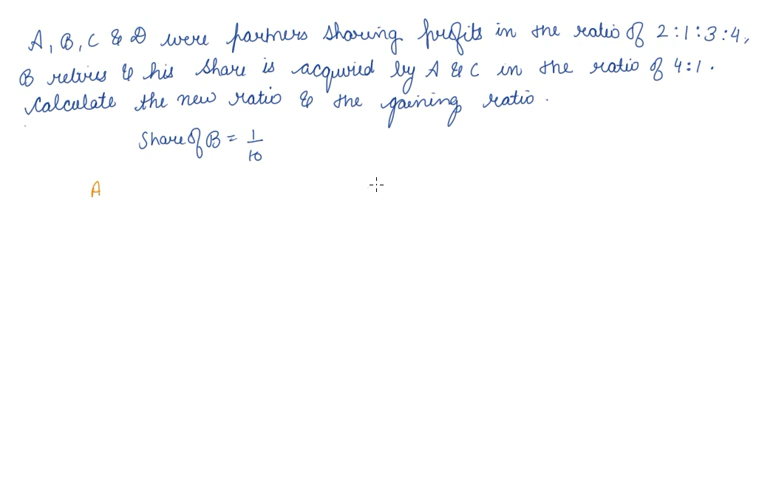 A, B, C & D were partners sharing profits in the ratio of 2:1:3:4,
B retires & his share is acquired by A & C in the ratio of 4:1.
Calculate the new ratio & the gaining ratio.
Share of B = 1/10
A